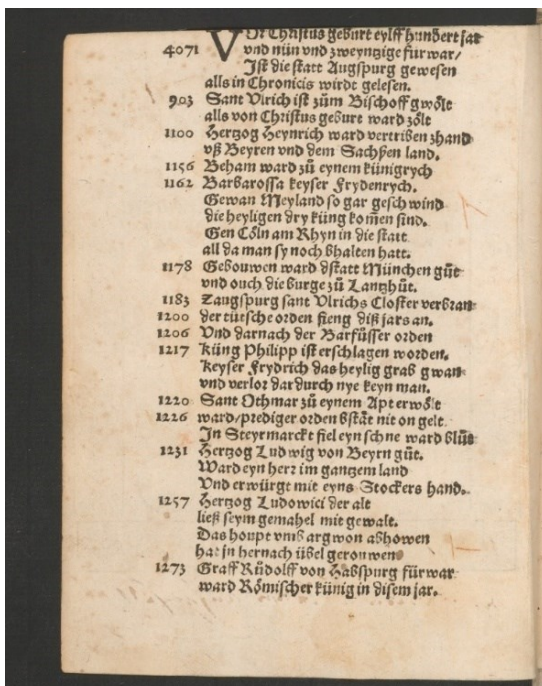 VOr Christus geburt eylff hundert jar
4071 vnd nün vnd zweyntzige für war/
Ist die statt Augspurg gewesen
alls in Chronicis wirdt gelesen.
903 Sant Vlrich ist züm Bischoff gwölt
alls von Christus geburt ward zölt
1100 Hertzog Heynrich ward vertriben zhand
vß Beyren vnd dem Sachßen land.
1156 Beham ward zü eynem künigrych
1162 Barbarossa keyser Frydenrych.
Gewan Meyland so gar geschwind
die heyligen dry küng komēn sind.
Gen Cöln am Rhyn in die statt
all da man sy noch bhalten hatt.
1178 Gebouwen ward dstatt München güt
vnd ouch die burge zü Lantzhüt.
1183 Zaugspurg sant Vlrichs Closter verbran
1200 der tütsche orden fieng diß jars an.
1206 Vnd darnach der Barfüsser orden
1217 Küng Philipp ist erschlagen worden.
Keyser Frydrich das heylig grab gwan
vnd verlor dardurch nye keyn man.
1220 Sant Othmar zü eynem Apt erwölt
1226 ward/prediger orden bstät nit on gelt
In Steyrmarckt fiel eyn schne ward blüt
1231 Hertzog Ludwig von Beyrn güt.
Ward eyn herr im gantzem land
Vnd erwürgt mit eyns Stockers hand.
1257 Hertzog Ludowici der alt
ließ seym gemahel mit gewalt.
Das houpt vmb argwon abhowen
hat jn hernach übel gerouwen
1273 Graff Rüdolff von Habspurg für war
ward Römischer künig in disem jar.